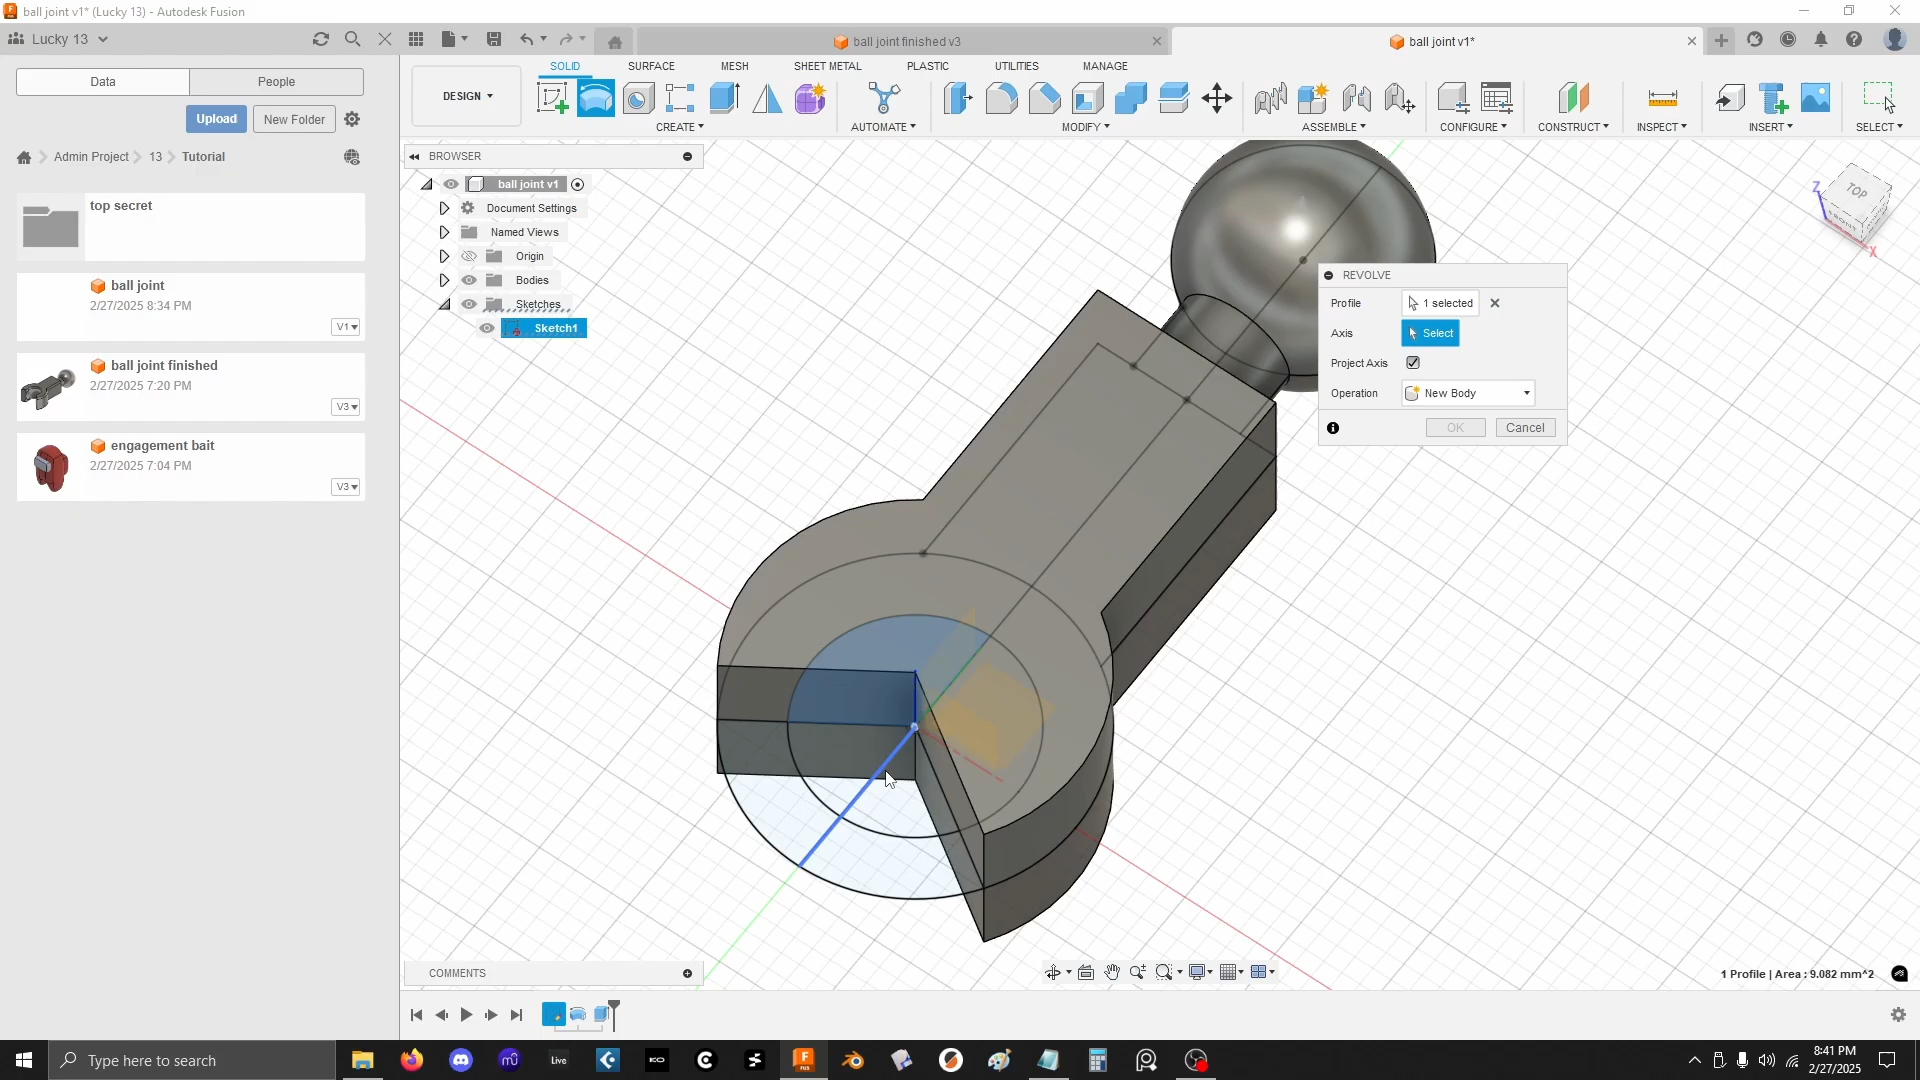 ball joint v1* (Lucky 13) - Autodesk Fusion
Lucky 13
ball joint finished v3
ball joint v1*
Data
People
Upload
New Folder
Admin Project
13
Tutorial
top secret
ball joint
2/27/2025 8:34 PM
V1
ball joint finished
2/27/2025 7:20 PM
V3
engagement bait
2/27/2025 7:04 PM
V3
DESIGN
SOLID
SURFACE
MESH
SHEET METAL
PLASTIC
UTILITIES
MANAGE
CREATE
AUTOMATE
MODIFY
ASSEMBLE
CONFIGURE
CONSTRUCT
INSPECT
INSERT
SELECT
BROWSER
ball joint v1
Document Settings
Named Views
Origin
Bodies
Sketches
Sketch1
TOP
FRONT
Z
X
REVOLVE
Profile
1 selected
Axis
Select
Project Axis
Operation
New Body
OK
Cancel
COMMENTS
1 Profile | Area : 9.082 mm^2
Type here to search
Live
8:41 PM
2/27/2025